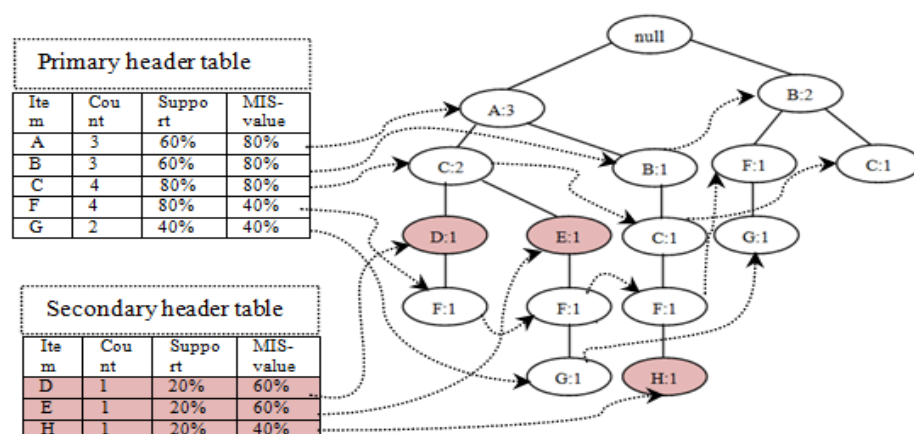 Primary header table
Ite
m
Cou
nt
Suppo
rt
MIS-
value
A 3 60% 80%
B 3 60% 80%
C 4 80% 80%
F 4 80% 40%
G 2 40% 40%
Secondary header table
Ite
m
Cou
nt
Suppo
rt
MIS-
value
D 1 20% 60%
E 1 20% 60%
H 1 20% 40%
null
A:3
B:2
C:2
B:1
F:1
C:1
D:1
E:1
C:1
G:1
F:1
F:1
F:1
G:1
H:1